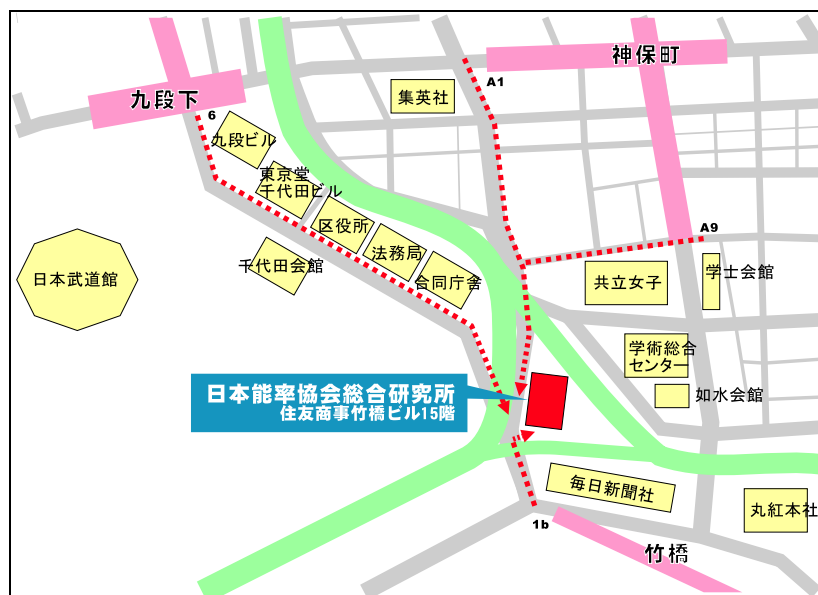 神保町
A1
九段下
集英社
6
九段ビル
東京堂
千代田ビル
区役所
A9
法務局
千代田会館
日本武道館
合同庁舎
共立女子
学士会館
学術総合
センター
日本能率協会総合研究所
住友商事竹橋ビル15階
如水会館
毎日新聞社
丸紅本社
1b
竹橋